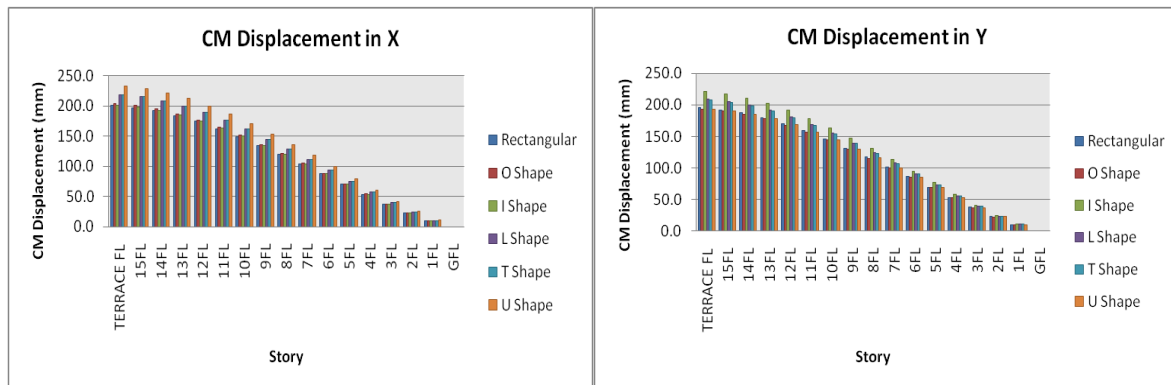 CM Displacement in X
CM Displacement (mm)
250.0
200.0
150.0
100.0
50.0
0.0
TERRACE FL
15FL
14FL
13FL
12FL
11FL
10FL
9FL
8FL
7FL
6FL
5FL
4FL
3FL
2FL
1FL
GFL
Story
Rectangular
O Shape
I Shape
L Shape
T Shape
U Shape
CM Displacement in Y
CM Displacement (mm)
250.0
200.0
150.0
100.0
50.0
0.0
TERRACE FL
15FL
14FL
13FL
12FL
11FL
10FL
9FL
8FL
7FL
6FL
5FL
4FL
3FL
2FL
1FL
GFL
Story
Rectangular
O Shape
I Shape
L Shape
T Shape
U Shape